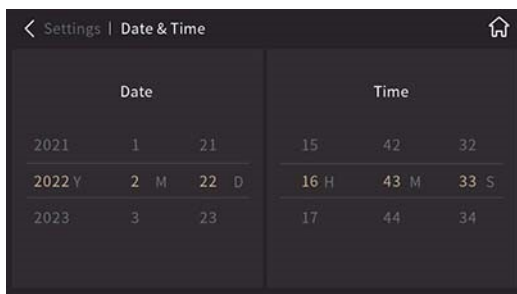 Settings | Date & Time
Date
Time
2021 1 21
15 42 32
2022 Y 2 M 22 D
16 H 43 M 33 S
2023 3 23
17 44 34